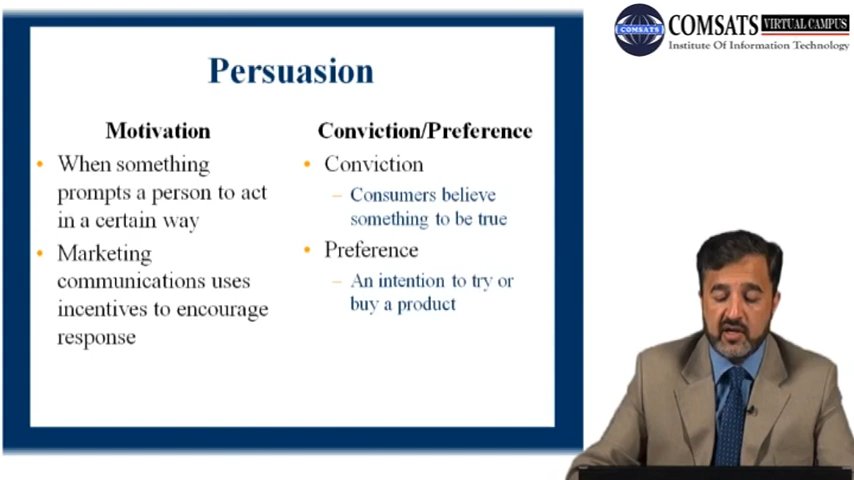 COMSATS VIRTUAL CAMPUS
Institute Of Information Technology
COMSATS
Persuasion
Motivation
• When something
prompts a person to act
in a certain way
• Marketing
communications uses
incentives to encourage
response
Conviction/Preference
• Conviction
– Consumers believe
something to be true
• Preference
– An intention to try or
buy a product